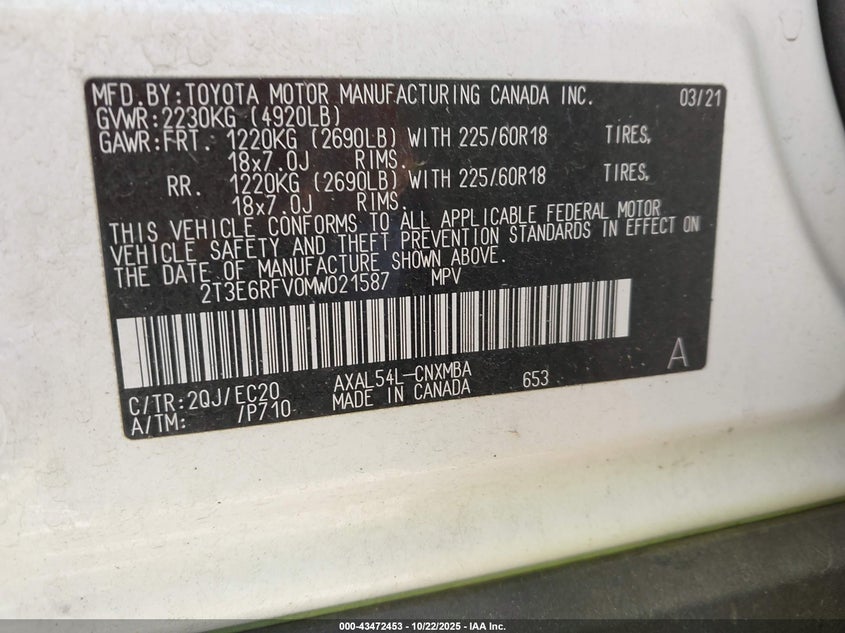 MFD.BY:TOYOTA MOTOR MANUFACTURING CANADA INC. 03/21
GVWR:2230KG (4920LB)
GAWR:FRT. 1220KG (2690LB) WITH 225/60R18 TIRES,
18x7.0J RIMS.
RR. 1220KG (2690LB) WITH 225/60R18 TIRES,
18x7.0J RIMS.
THIS VEHICLE CONFORMS TO ALL APPLICABLE FEDERAL MOTOR
VEHICLE SAFETY AND THEFT PREVENTION STANDARDS IN EFFECT ON
THE DATE OF MANUFACTURE SHOWN ABOVE.
2T3E6RFV0MW021587 MPV
A
C/TR:2QJ/EC20 AXAL54L-CNXMBA 653
A/TM: /P710 MADE IN CANADA
000-43472453 - 10/22/2025 - IAA Inc.